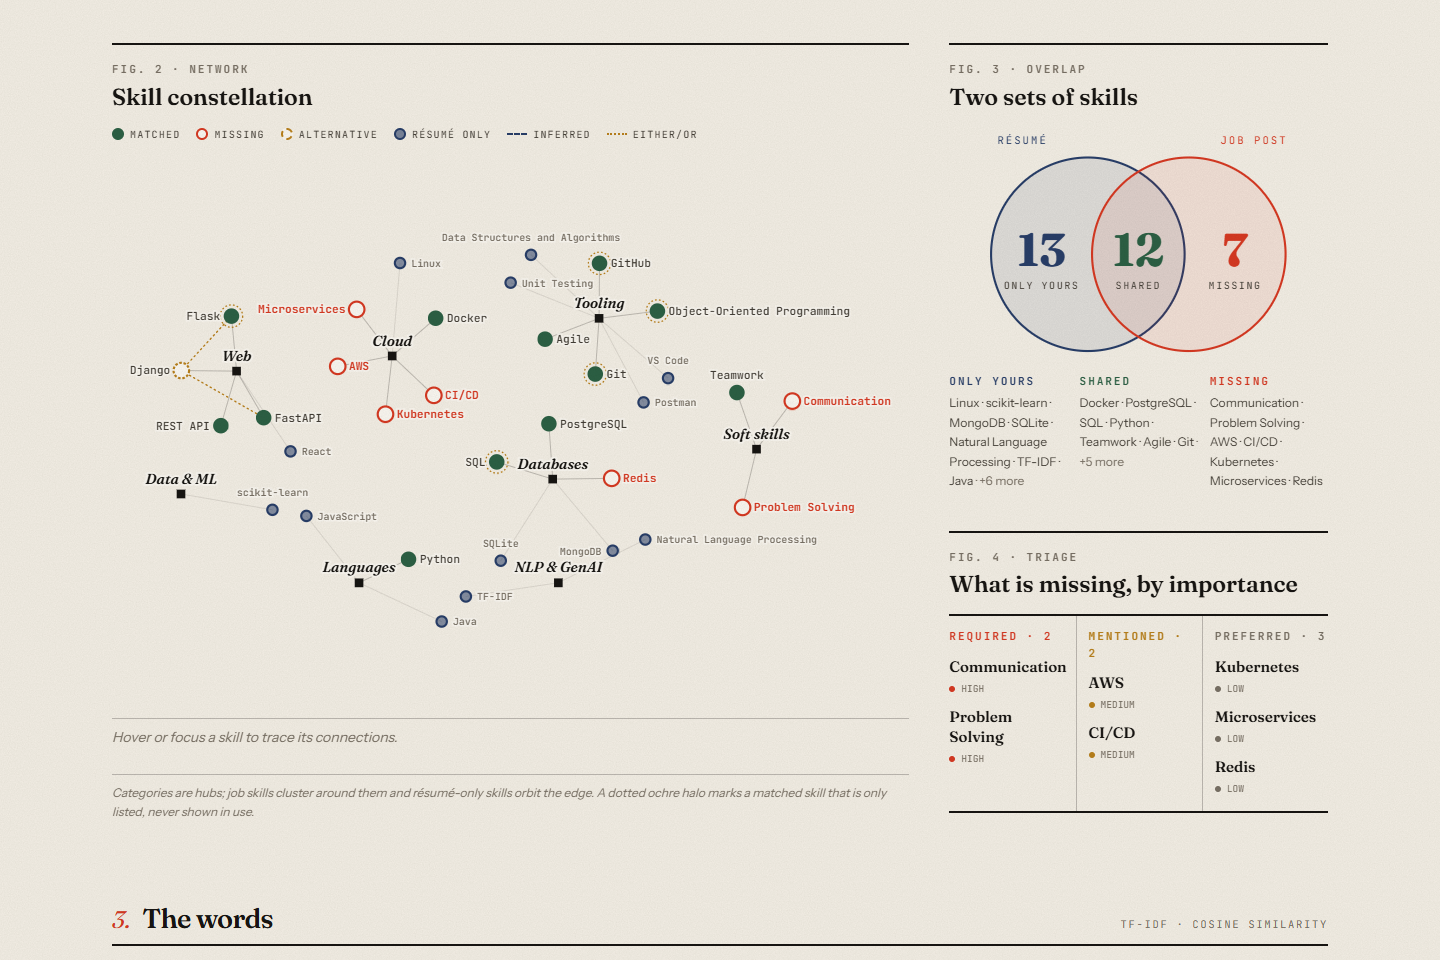 FIG. 2 · NETWORK
Skill constellation
MATCHED
MISSING
ALTERNATIVE
RÉSUMÉ ONLY
INFERRED
EITHER/OR
Data Structures and Algorithms
Linux
GitHub
Unit Testing
Tooling
Microservices
Flask
Docker
Object-Oriented Programming
Cloud
Agile
Web
AWS
VS Code
Django
Git
Teamwork
CI/CD
Postman
Communication
Kubernetes
FastAPI
REST API
PostgreSQL
Soft skills
React
SQL
Databases
Data & ML
Redis
scikit-learn
Problem Solving
JavaScript
SQLite
MongoDB
Natural Language Processing
Python
Languages
NLP & GenAI
TF-IDF
Java
Hover or focus a skill to trace its connections.
Categories are hubs; job skills cluster around them and résumé-only skills orbit the edge. A dotted ochre halo marks a matched skill that is only
listed, never shown in use.
FIG. 3 · OVERLAP
Two sets of skills
RÉSUMÉ
JOB POST
13
ONLY YOURS
12
SHARED
7
MISSING
ONLY YOURS
Linux · scikit-learn ·
MongoDB · SQLite ·
Natural Language
Processing · TF-IDF ·
Java · +6 more
SHARED
Docker · PostgreSQL ·
SQL · Python ·
Teamwork · Agile · Git ·
+5 more
MISSING
Communication ·
Problem Solving ·
AWS · CI/CD ·
Kubernetes ·
Microservices · Redis
FIG. 4 · TRIAGE
What is missing, by importance
REQUIRED · 2
Communication
HIGH
Problem
Solving
HIGH
MENTIONED ·
2
AWS
MEDIUM
CI/CD
MEDIUM
PREFERRED · 3
Kubernetes
LOW
Microservices
LOW
Redis
LOW
3. The words
TF-IDF · COSINE SIMILARITY